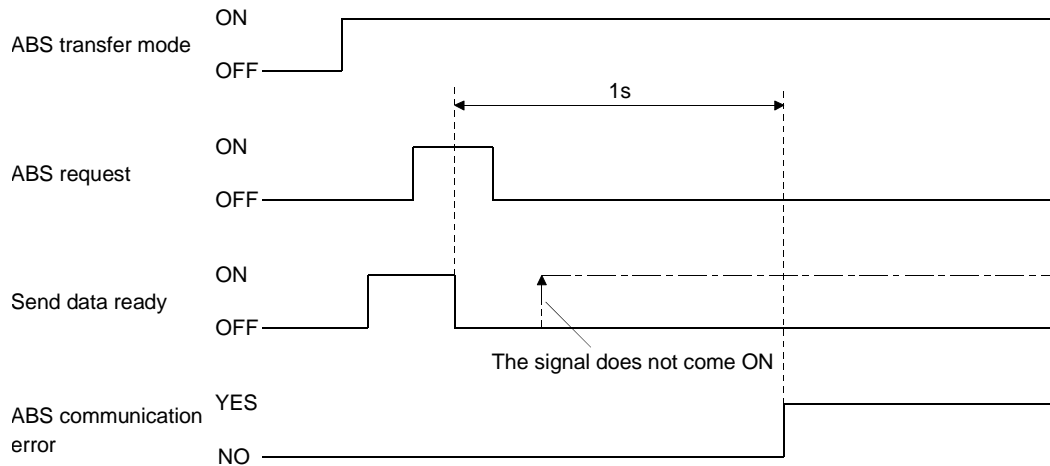 ON
ABS transfer mode
OFF
1s
ON
ABS request
OFF
ON
Send data ready
OFF
The signal does not come ON
YES
ABS communication
error
NO